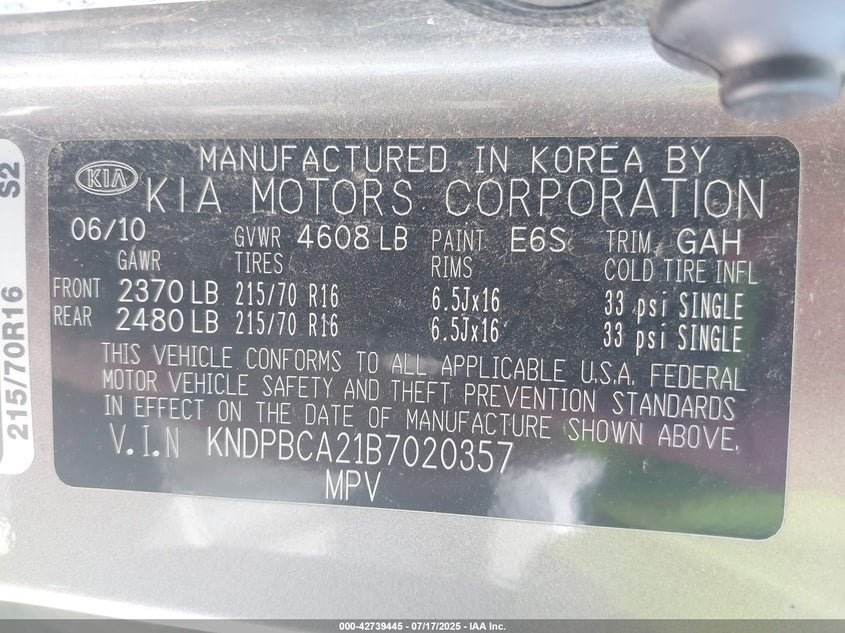 MANUFACTURED IN KOREA BY
KIA KIA MOTORS CORPORATION
06/10 GVWR 4608 LB PAINT E6S TRIM GAH
GAWR TIRES RIMS COLD TIRE INFL
FRONT 2370 LB 215/70 R16 6.5Jx16 33 psi SINGLE
REAR 2480 LB 215/70 R16 6.5Jx16 33 psi SINGLE
THIS VEHICLE CONFORMS TO ALL APPLICABLE U.S.A. FEDERAL
MOTOR VEHICLE SAFETY AND THEFT PREVENTION STANDARDS
IN EFFECT ON THE DATE OF MANUFACTURE SHOWN ABOVE.
V.I.N KNDPBCA21B7020357
MPV
215/70R16 S2
000-42739445 - 07/17/2025 - IAA Inc.